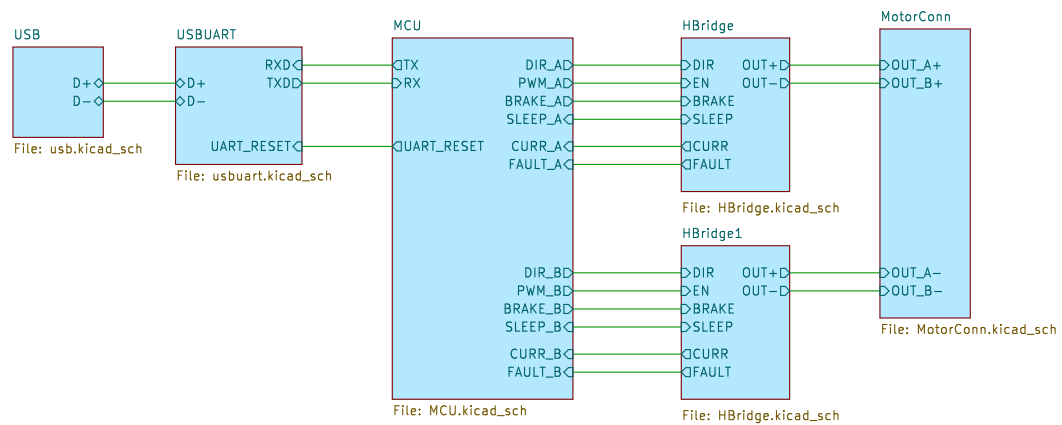 USB
D+
D-
File: usb.kicad_sch
USBUART
RXD
TXD
D+
D-
UART_RESET
File: usbuart.kicad_sch
MCU
TX
RX
UART_RESET
DIR_A
PWM_A
BRAKE_A
SLEEP_A
CURR_A
FAULT_A
DIR_B
PWM_B
BRAKE_B
SLEEP_B
CURR_B
FAULT_B
File: MCU.kicad_sch
HBridge
DIR OUT+
EN OUT-
BRAKE
SLEEP
CURR
FAULT
File: HBridge.kicad_sch
HBridge1
DIR OUT+
EN OUT-
BRAKE
SLEEP
CURR
FAULT
File: HBridge.kicad_sch
MotorConn
OUT_A+
OUT_B+
OUT_A-
OUT_B-
File: MotorConn.kicad_sch